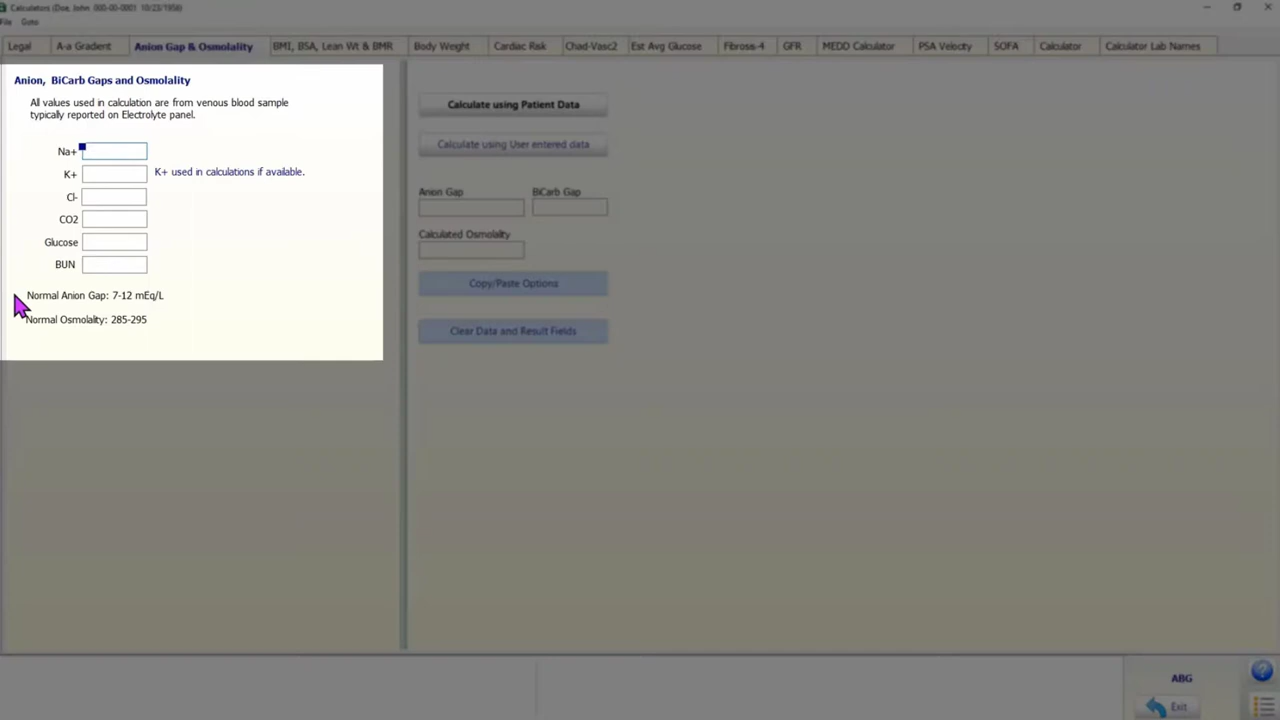 Calculators (Doe, John 000-00-0001 10/23/1956)
File Goto
Legal A-a Gradient Anion Gap & Osmolality BMI, BSA, Lean Wt & BMR Body Weight Cardiac Risk Chad-Vasc2 Est Avg Glucose Fibrosis-4 GFR MEDD Calculator PSA Velocity SOFA Calculator Calculator Lab Names
Anion, BiCarb Gaps and Osmolality
All values used in calculation are from venous blood sample
typically reported on Electrolyte panel.
Na+
K+ K+ used in calculations if available.
Cl-
CO2
Glucose
BUN
Normal Anion Gap: 7-12 mEq/L
Normal Osmolality: 285-295
Calculate using Patient Data
Calculate using User entered data
Anion Gap BiCarb Gap
Calculated Osmolality
Copy/Paste Options
Clear Data and Result Fields
ABG
?
Exit